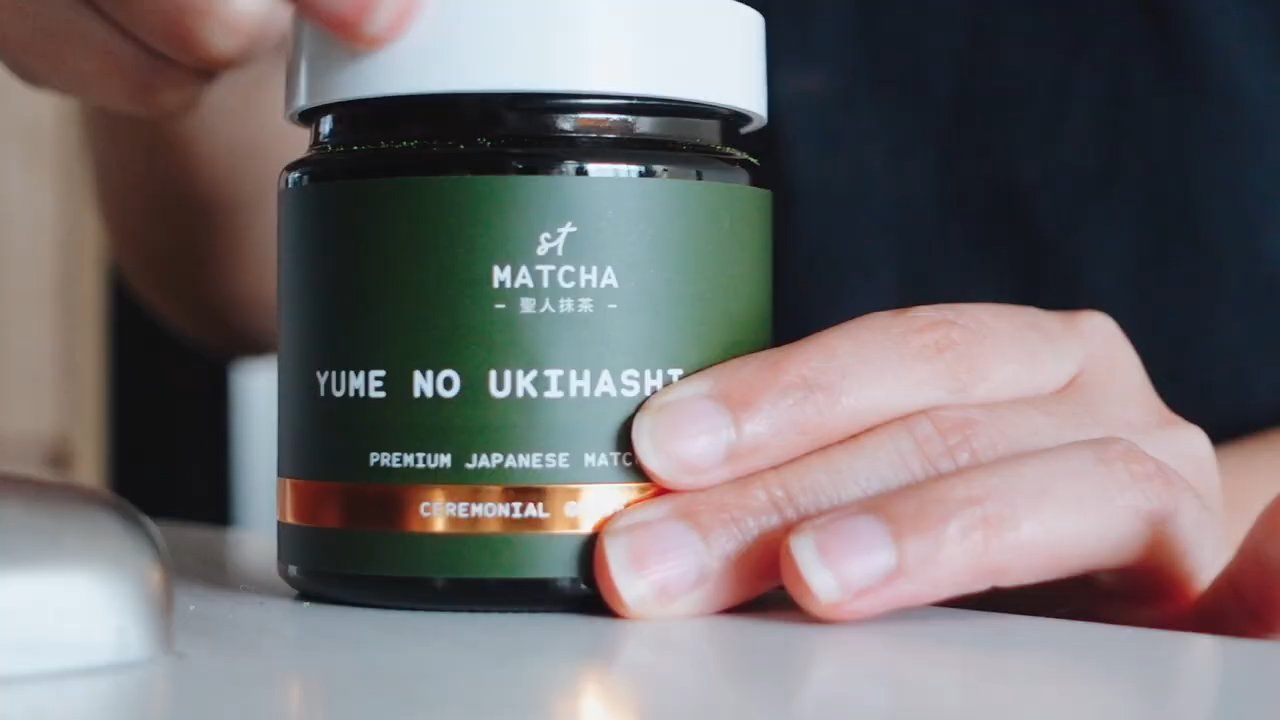 st
MATCHA
– 聖人抹茶 –
YUME NO UKIHASHI
PREMIUM JAPANESE
CEREMONIAL